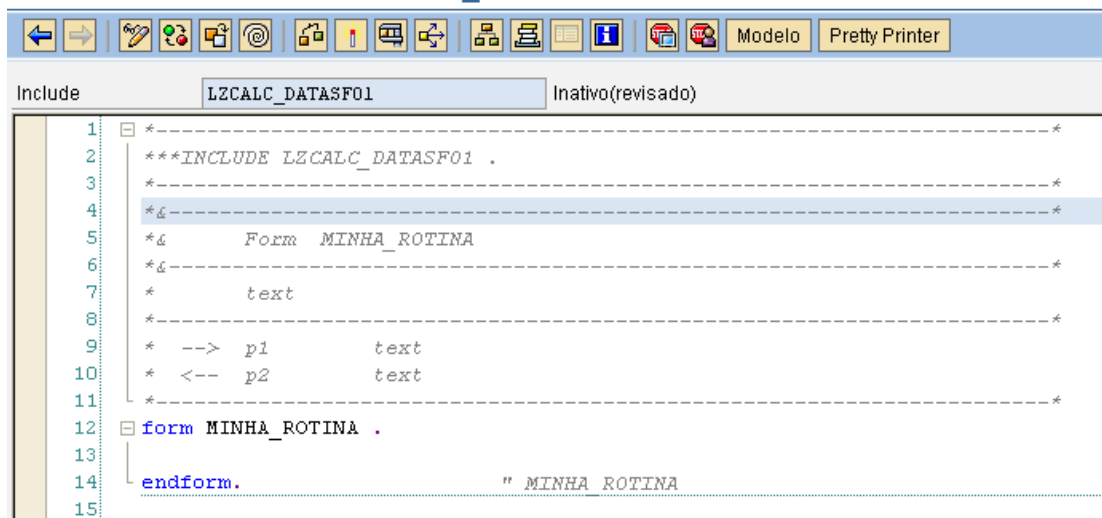 Modelo Pretty Printer
Include LZCALC_DATASF01 Inativo(revisado)
1 *----------------------------------------------------------------------*
2 ***INCLUDE LZCALC_DATASF01 .
3 *----------------------------------------------------------------------*
4 *&---------------------------------------------------------------------*
5 *& Form MINHA_ROTINA
6 *&---------------------------------------------------------------------*
7 * text
8 *----------------------------------------------------------------------*
9 * --> p1 text
10 * <-- p2 text
11 *----------------------------------------------------------------------*
12 form MINHA_ROTINA .
13
14 endform. " MINHA_ROTINA
15